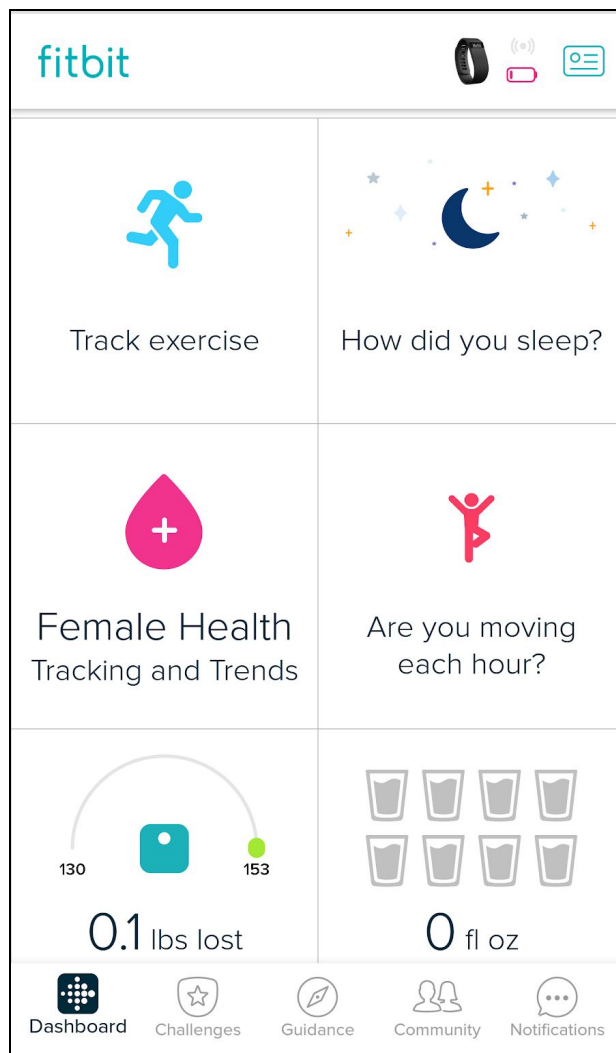 fitbit
Track exercise
How did you sleep?
Female Health
Tracking and Trends
Are you moving
each hour?
130
153
0.1 lbs lost
0 fl oz
Dashboard
Challenges
Guidance
Community
Notifications